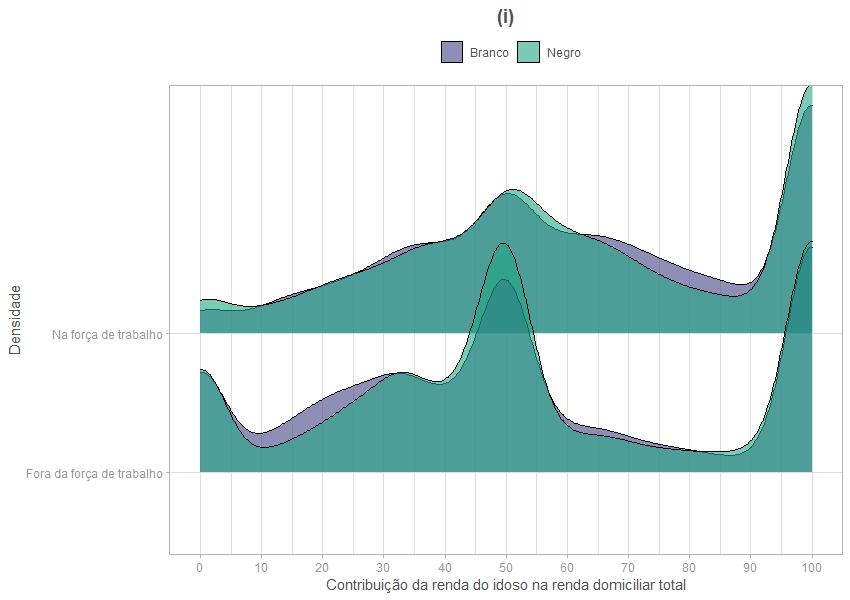 (i)
Branco Negro
Densidade
Na força de trabalho
Fora da força de trabalho
0 10 20 30 40 50 60 70 80 90 100
Contribuição da renda do idoso na renda domiciliar total